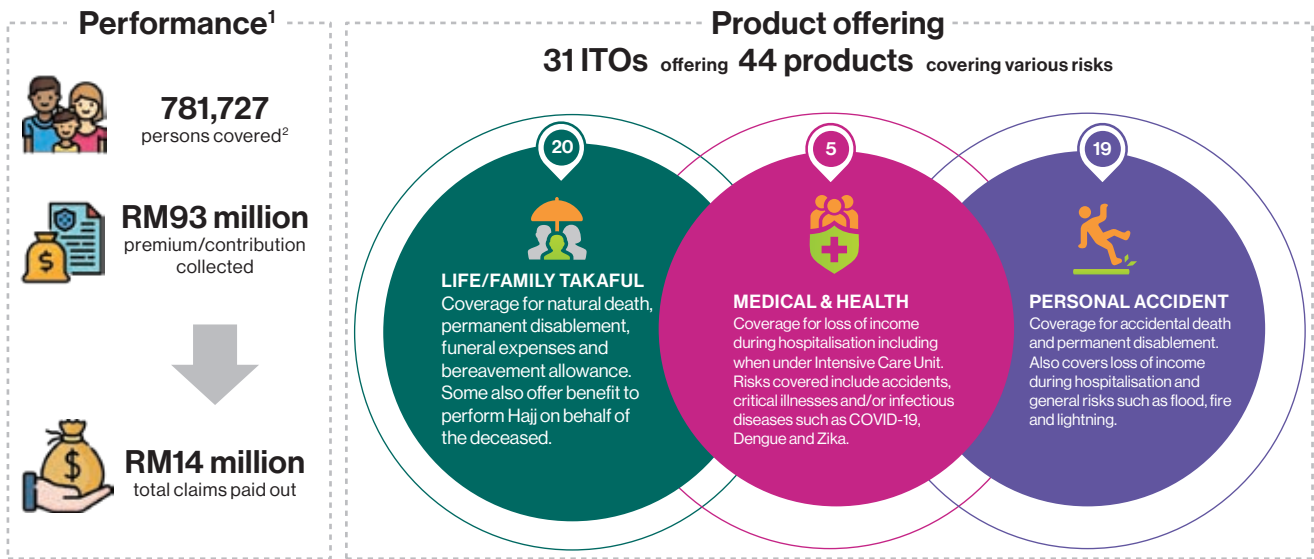 Performance¹
781,727
persons covered²
RM93 million
premium/contribution
collected
RM14 million
total claims paid out
Product offering
31 ITOs offering 44 products covering various risks
20
LIFE/FAMILY TAKAFUL
Coverage for natural death,
permanent disablement,
funeral expenses and
bereavement allowance.
Some also offer benefit to
perform Hajj on behalf of
the deceased.
5
MEDICAL & HEALTH
Coverage for loss of income
during hospitalisation including
when under Intensive Care Unit.
Risks covered include accidents,
critical illnesses and/or infectious
diseases such as COVID-19,
Dengue and Zika.
19
PERSONAL ACCIDENT
Coverage for accidental death
and permanent disablement.
Also covers loss of income
during hospitalisation and
general risks such as flood, fire
and lightning.